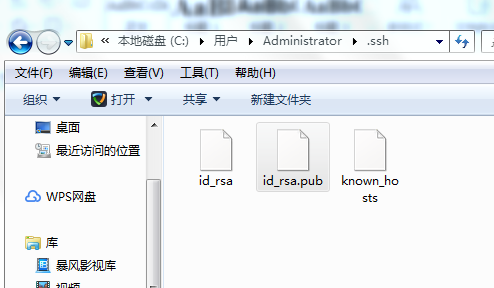 « 本地磁盘 (C:) ▸ 用户 ▸ Administrator ▸ .ssh
文件(F) 编辑(E) 查看(V) 工具(T) 帮助(H)
组织 打开 共享 新建文件夹
桌面
最近访问的位置
WPS网盘
库
暴风影视库
视频
id_rsa
id_rsa.pub
known_ho
sts